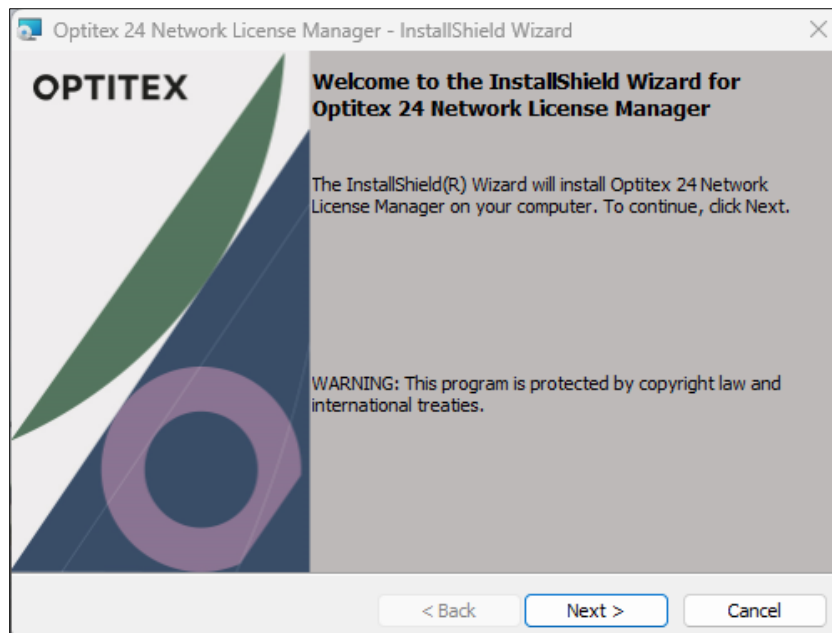 Optitex 24 Network License Manager - InstallShield Wizard
OPTITEX
Welcome to the InstallShield Wizard for
Optitex 24 Network License Manager
The InstallShield(R) Wizard will install Optitex 24 Network
License Manager on your computer. To continue, click Next.
WARNING: This program is protected by copyright law and
international treaties.
< Back
Next >
Cancel